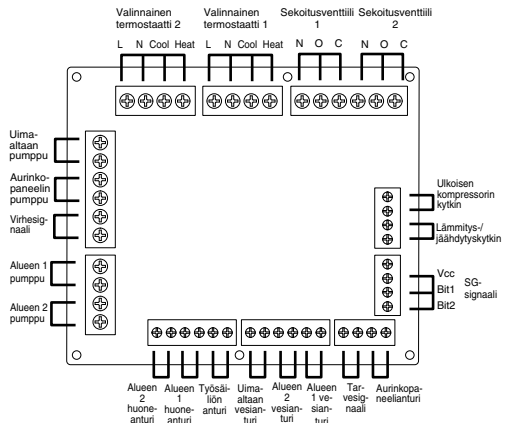 Valinnainen
termostaatti 2
Valinnainen
termostaatti 1
Sekoitusventtiili
1
Sekoitusventtiili
2
L N Cool Heat
L N Cool Heat
N O C
N O C
Uima-
altaan
pumppu
Aurinko-
paneelin
pumppu
Virhesig-
naali
Alueen 1
pumppu
Alueen 2
pumppu
Ulkoisen
kompressorin
kytkin
Lämmitys-/
jäähdytyskytkin
Vcc
Bit1
Bit2
SG-
signaali
Alueen
2
huone-
anturi
Alueen
1
huone-
anturi
Työsäi-
liön
anturi
Uima-
altaan
vesian-
turi
Alueen
2
vesian-
turi
Alueen
1 ve-
sian-
turi
Tar-
vesig-
naali
Aurinkopa-
neelianturi